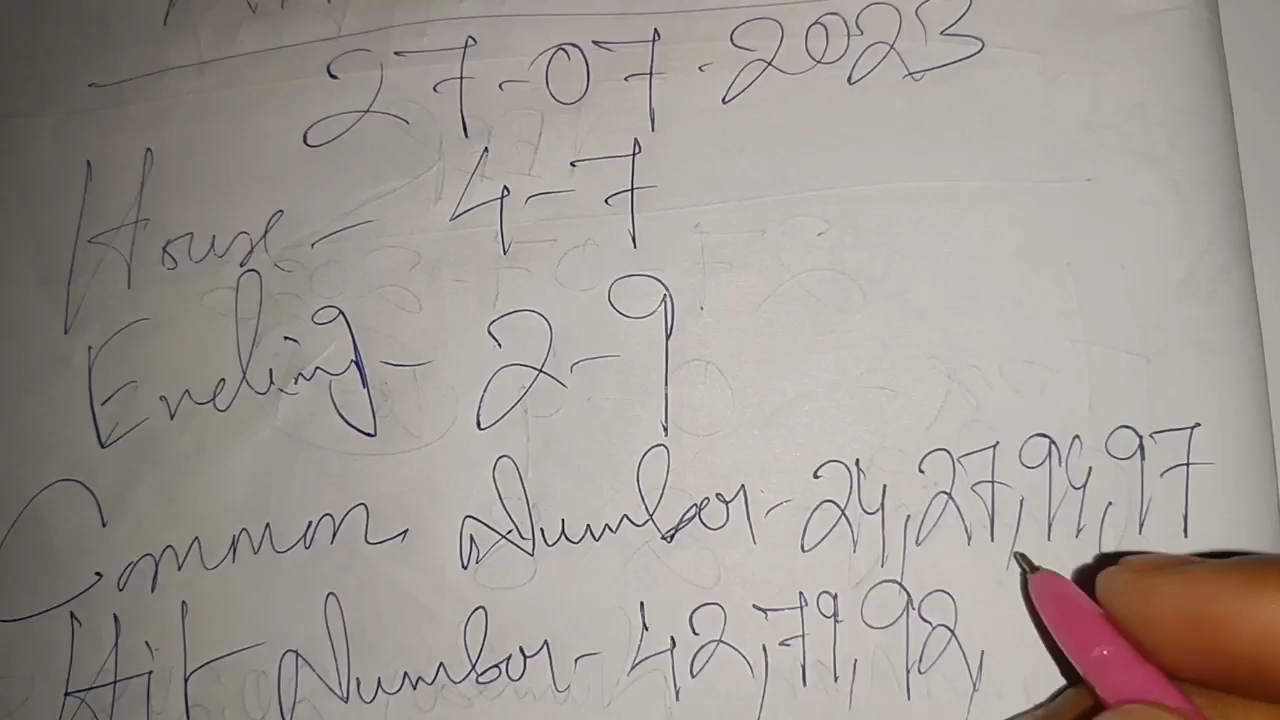 27-07-2023
House - 4-7
Ending - 2-9
Common Number - 24,27,94,97
Hit Number - 42,79,92,